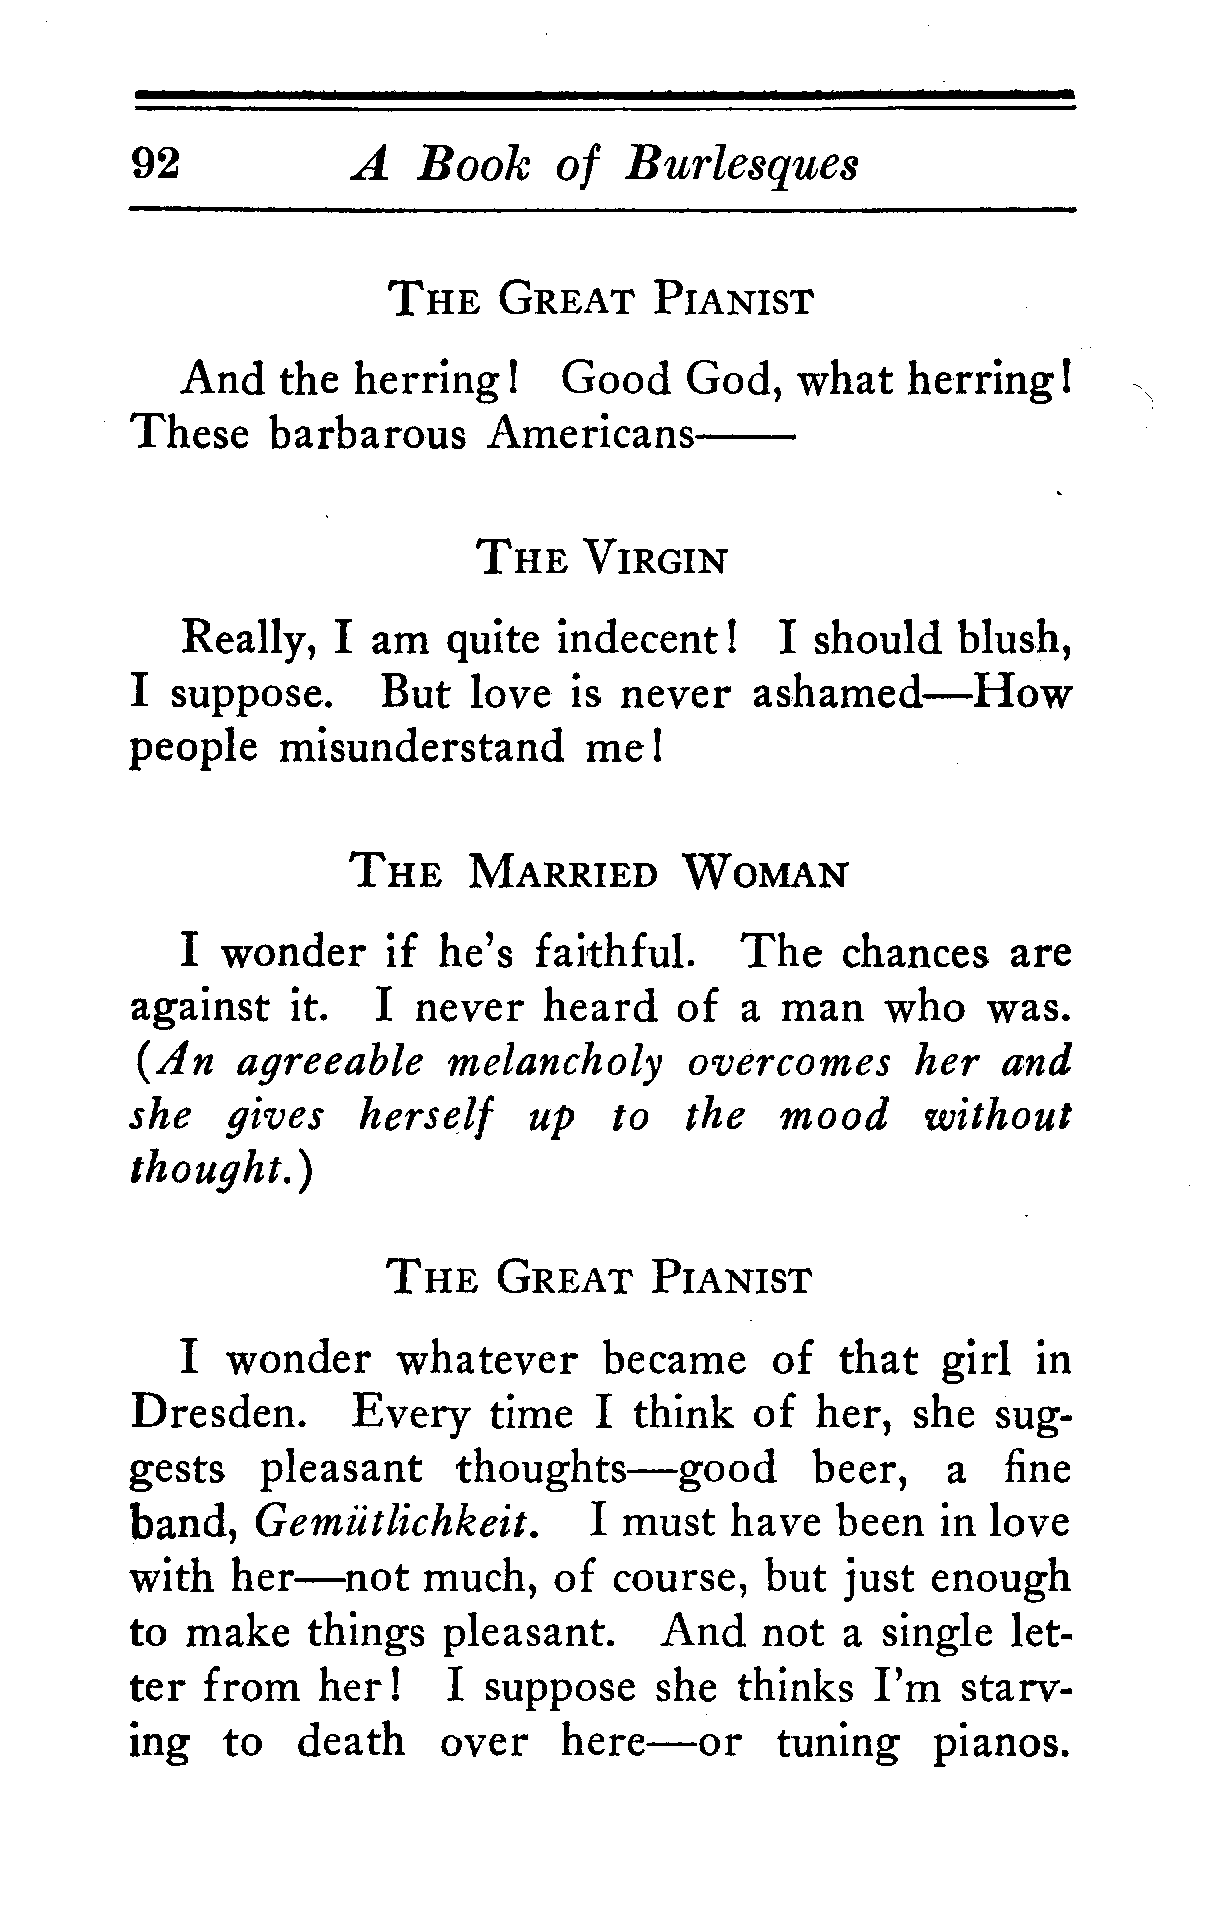 92 A Book of Burlesques
THE GREAT PIANIST
And the herring! Good God, what herring!
These barbarous Americans——
THE VIRGIN
Really, I am quite indecent! I should blush,
I suppose. But love is never ashamed—How
people misunderstand me!
THE MARRIED WOMAN
I wonder if he's faithful. The chances are
against it. I never heard of a man who was.
(An agreeable melancholy overcomes her and
she gives herself up to the mood without
thought.)
THE GREAT PIANIST
I wonder whatever became of that girl in
Dresden. Every time I think of her, she sug-
gests pleasant thoughts—good beer, a fine
band, Gemütlichkeit. I must have been in love
with her—not much, of course, but just enough
to make things pleasant. And not a single let-
ter from her! I suppose she thinks I'm starv-
ing to death over here—or tuning pianos.